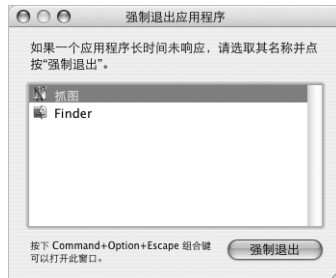 强制退出应用程序
如果一个应用程序长时间未响应，请选取其名称并点
按“强制退出”。
抓图
Finder
按下 Command+Option+Escape 组合键
可以打开此窗口。
强制退出